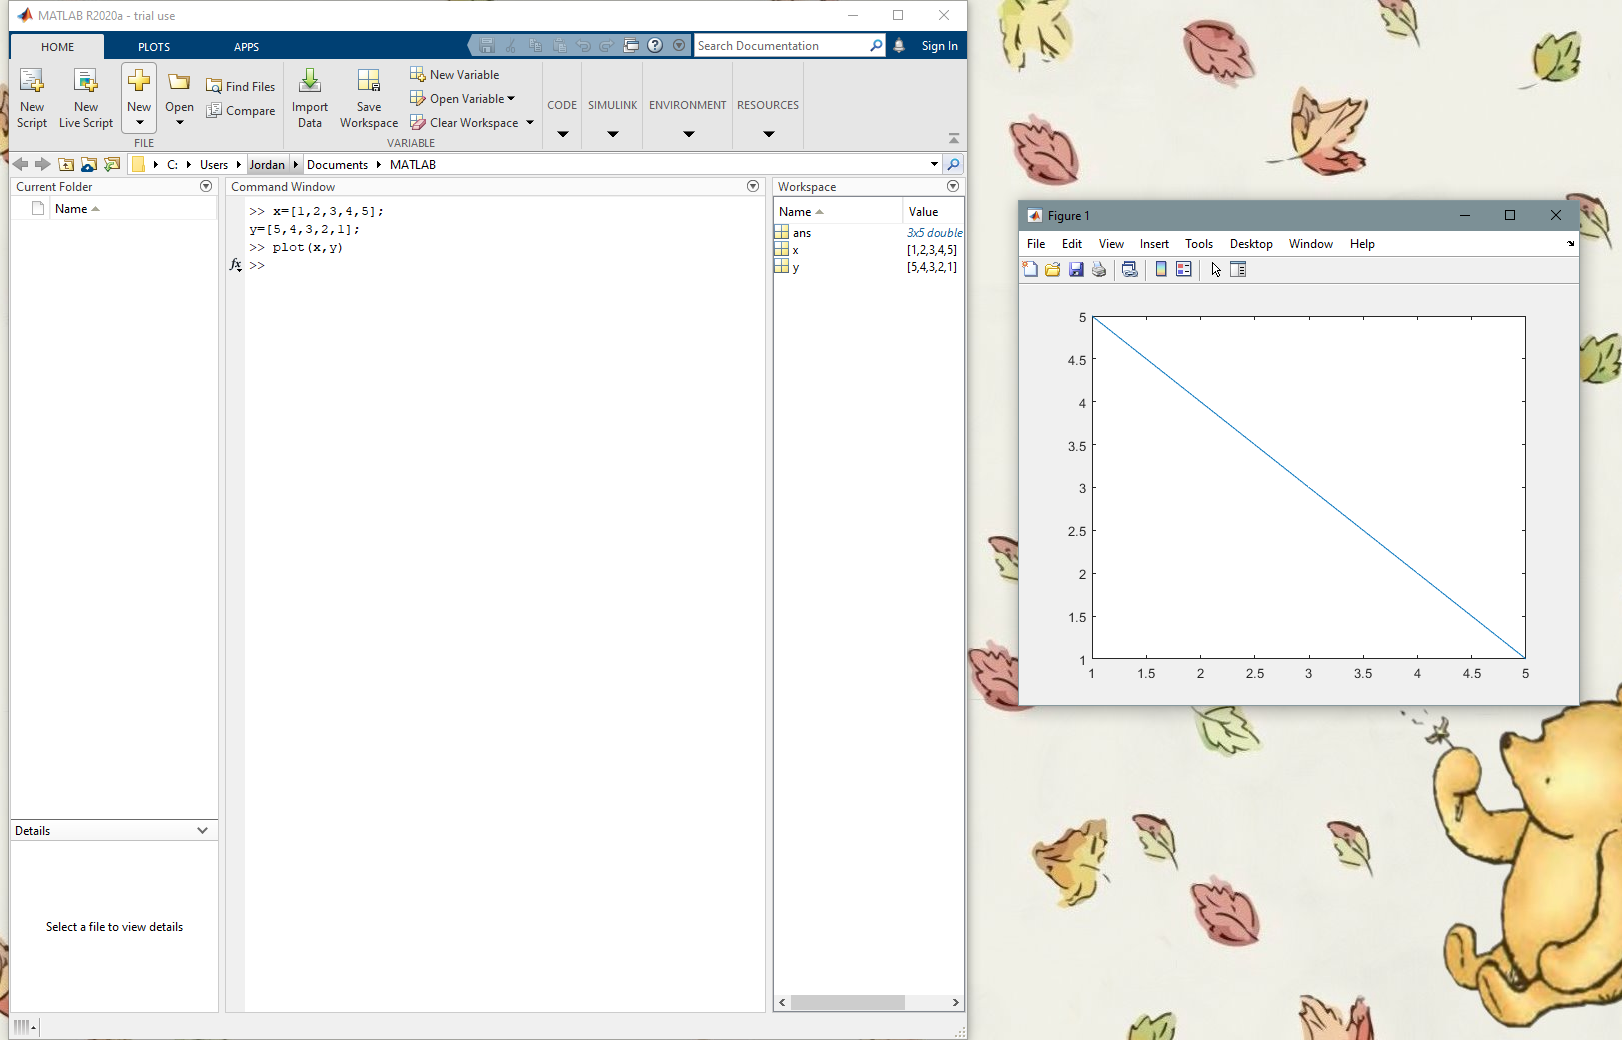 MATLAB R2020a - trial use
HOME PLOTS APPS
Search Documentation
Sign In
New Script
New Live Script
New
Open
Find Files
Compare
FILE
Import Data
Save Workspace
New Variable
Open Variable
Clear Workspace
VARIABLE
CODE
SIMULINK
ENVIRONMENT
RESOURCES
C: Users Jordan Documents MATLAB
Current Folder
Name
Details
Select a file to view details
Command Window
>> x=[1,2,3,4,5];
y=[5,4,3,2,1];
>> plot(x,y)
fx >>
Workspace
Name Value
ans 3x5 double
x [1,2,3,4,5]
y [5,4,3,2,1]
Figure 1
File Edit View Insert Tools Desktop Window Help
5
4.5
4
3.5
3
2.5
2
1.5
1
1 1.5 2 2.5 3 3.5 4 4.5 5